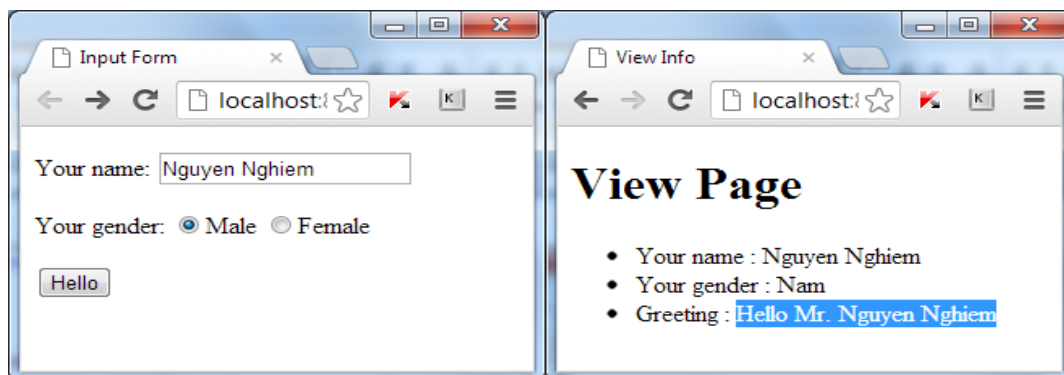 Input Form
localhost:
K
Your name: Nguyen Nghiem
Your gender: Male Female
Hello
View Info
localhost:
K
View Page
Your name : Nguyen Nghiem
Your gender : Nam
Greeting : Hello Mr. Nguyen Nghiem